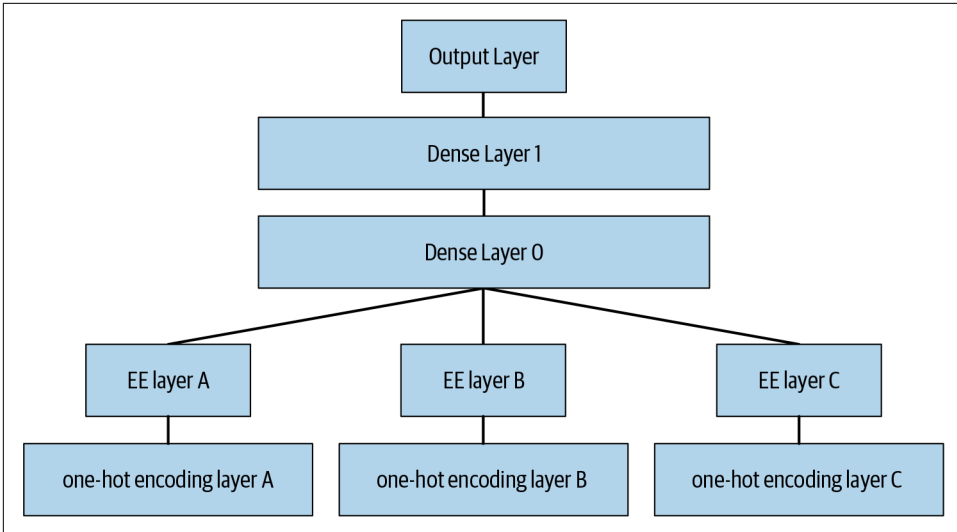 Output Layer
Dense Layer 1
Dense Layer 0
EE layer A
EE layer B
EE layer C
one-hot encoding layer A
one-hot encoding layer B
one-hot encoding layer C